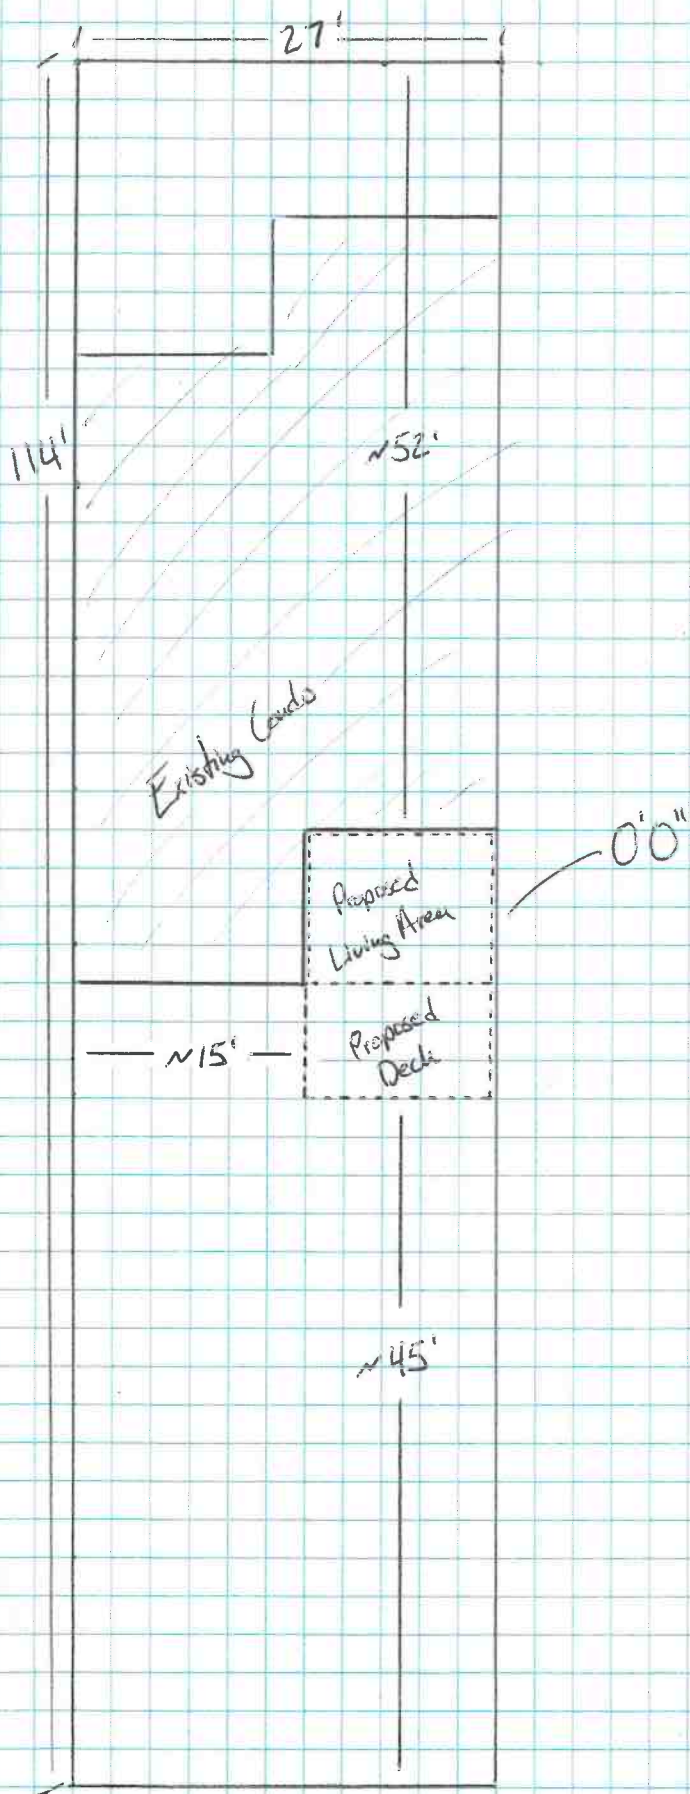 27'
114'
~52'
Existing Condo
0'0"
Proposed
Living Area
~15'
Proposed
Deck
~45'